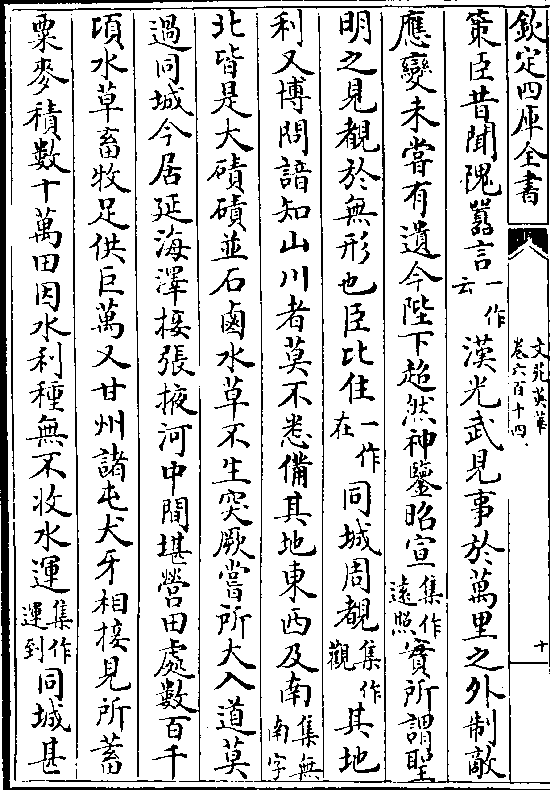 欽定四庫全書
文苑英華
卷六百十四
十
策臣昔聞隗囂言一作云漢光武見事於萬里之外制敵
應變未嘗有遺今陛下超然神鑒昭宣集作遠照實所謂聖
明之見觀於無形也臣比住一作在同城周覩集作觀其地
利又博問諳知山川者莫不悉備其地東西及南集無南字
北皆是大磧磧並石鹵水草不生突厥嘗所大入道莫
過同城今居延海澤接張掖河中間堪營田處數百千
頃水草畜牧足供巨萬又甘州諸屯犬牙相接見所蓄
粟麥積數十萬田因水利種無不收水運集作運到同城甚